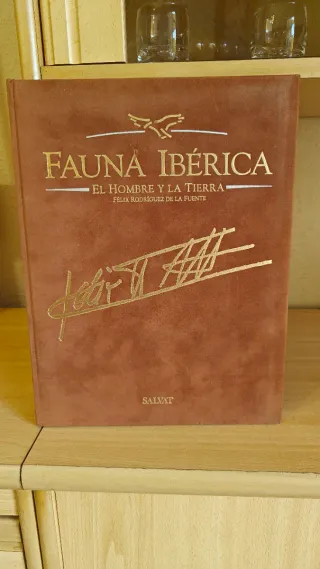 FAUNA IBÉRICA
EL HOMBRE Y LA TIERRA
FÉLIX RODRÍGUEZ DE LA FUENTE
SALVAT